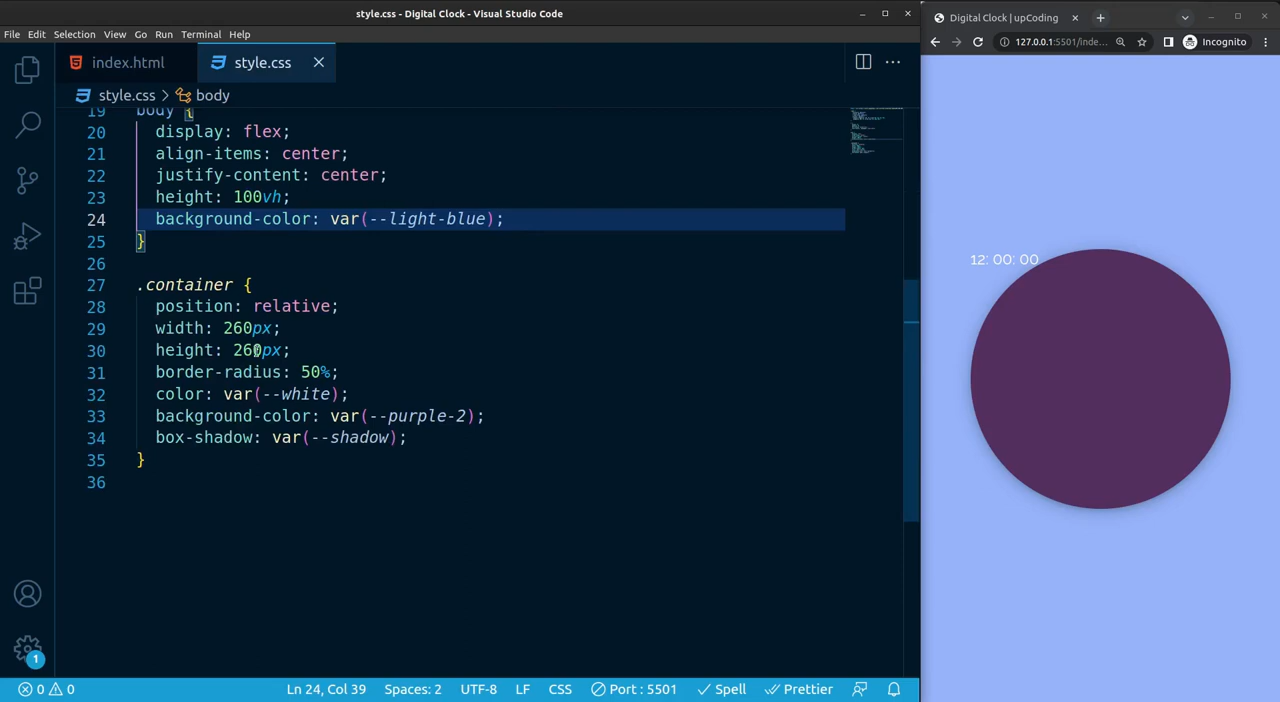 style.css - Digital Clock - Visual Studio Code
File Edit Selection View Go Run Terminal Help
index.html
style.css
style.css > body
19 body {
20 display: flex;
21 align-items: center;
22 justify-content: center;
23 height: 100vh;
24 background-color: var(--light-blue);
25 }
26
27 .container {
28 position: relative;
29 width: 260px;
30 height: 260px;
31 border-radius: 50%;
32 color: var(--white);
33 background-color: var(--purple-2);
34 box-shadow: var(--shadow);
35 }
36
1
0 0 Ln 24, Col 39 Spaces: 2 UTF-8 LF CSS Port : 5501 Spell Prettier
Digital Clock | upCoding
127.0.0.1:5501/inde... Incognito
12: 00: 00